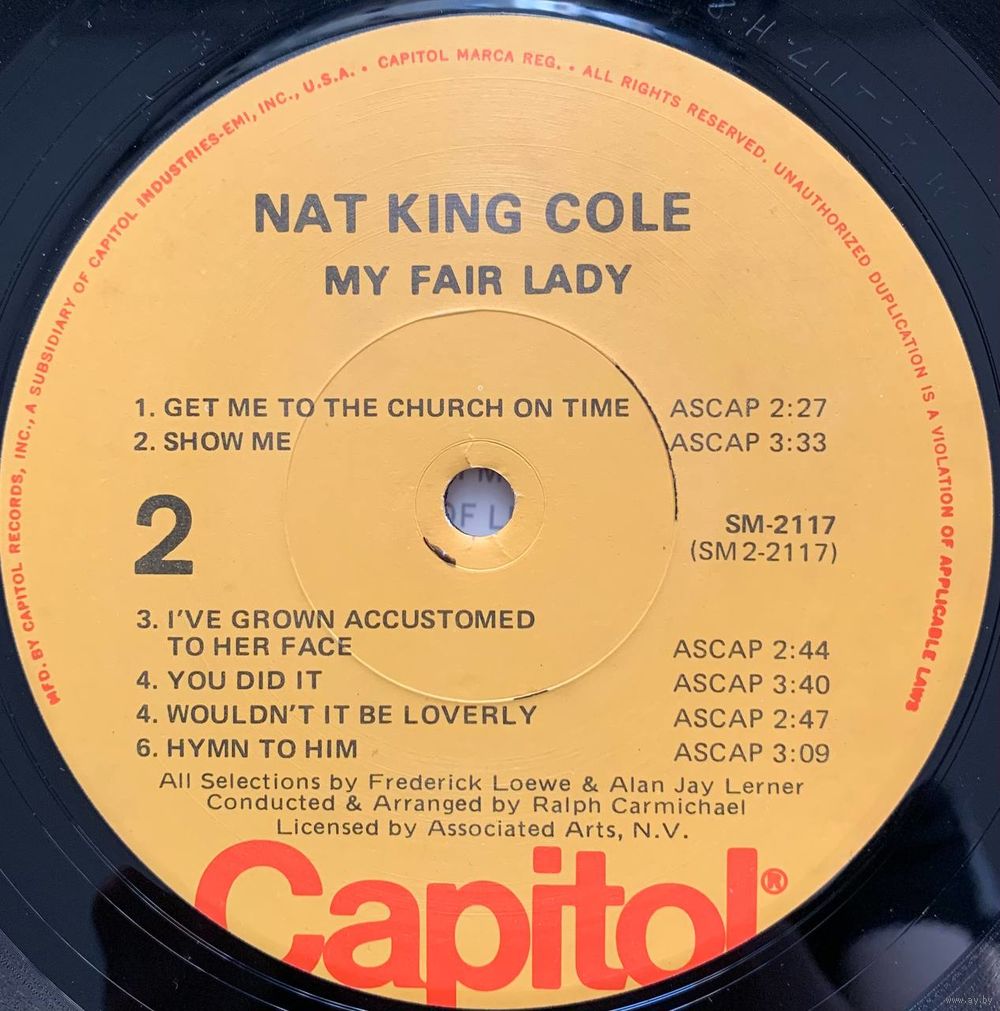 MFD. BY CAPITOL RECORDS, INC., A SUBSIDIARY OF CAPITOL INDUSTRIES-EMI, INC., U.S.A. • CAPITOL MARCA REG. • ALL RIGHTS RESERVED. UNAUTHORIZED DUPLICATION IS A VIOLATION OF APPLICABLE LAWS
NAT KING COLE
MY FAIR LADY
1. GET ME TO THE CHURCH ON TIME ASCAP 2:27
2. SHOW ME ASCAP 3:33
2
SM-2117
(SM2-2117)
3. I'VE GROWN ACCUSTOMED
TO HER FACE ASCAP 2:44
4. YOU DID IT ASCAP 3:40
4. WOULDN'T IT BE LOVERLY ASCAP 2:47
6. HYMN TO HIM ASCAP 3:09
All Selections by Frederick Loewe & Alan Jay Lerner
Conducted & Arranged by Ralph Carmichael
Licensed by Associated Arts, N.V.
Capitol®
www.ay.by